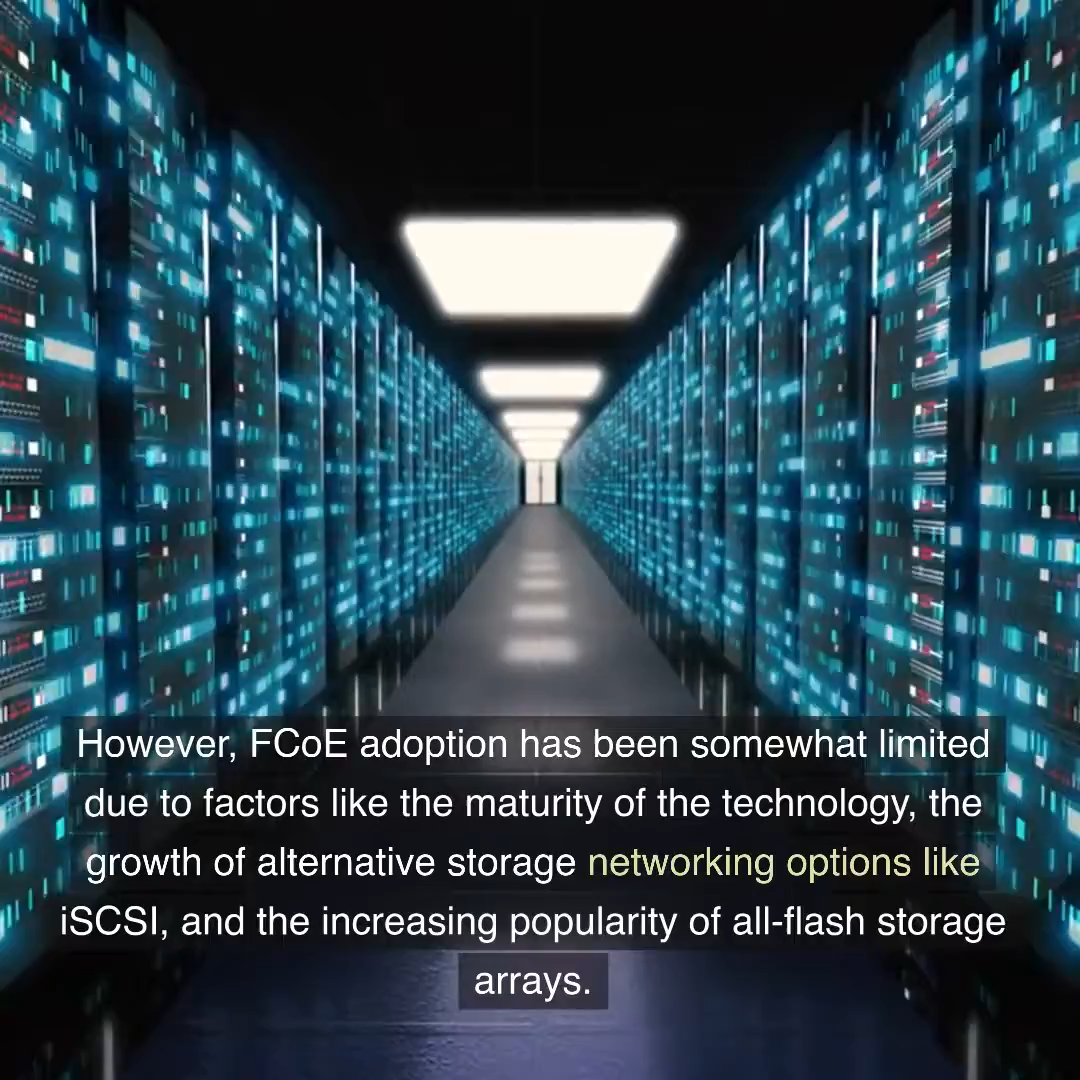 However, FCoE adoption has been somewhat limited
due to factors like the maturity of the technology, the
growth of alternative storage networking options like
iSCSI, and the increasing popularity of all-flash storage
arrays.